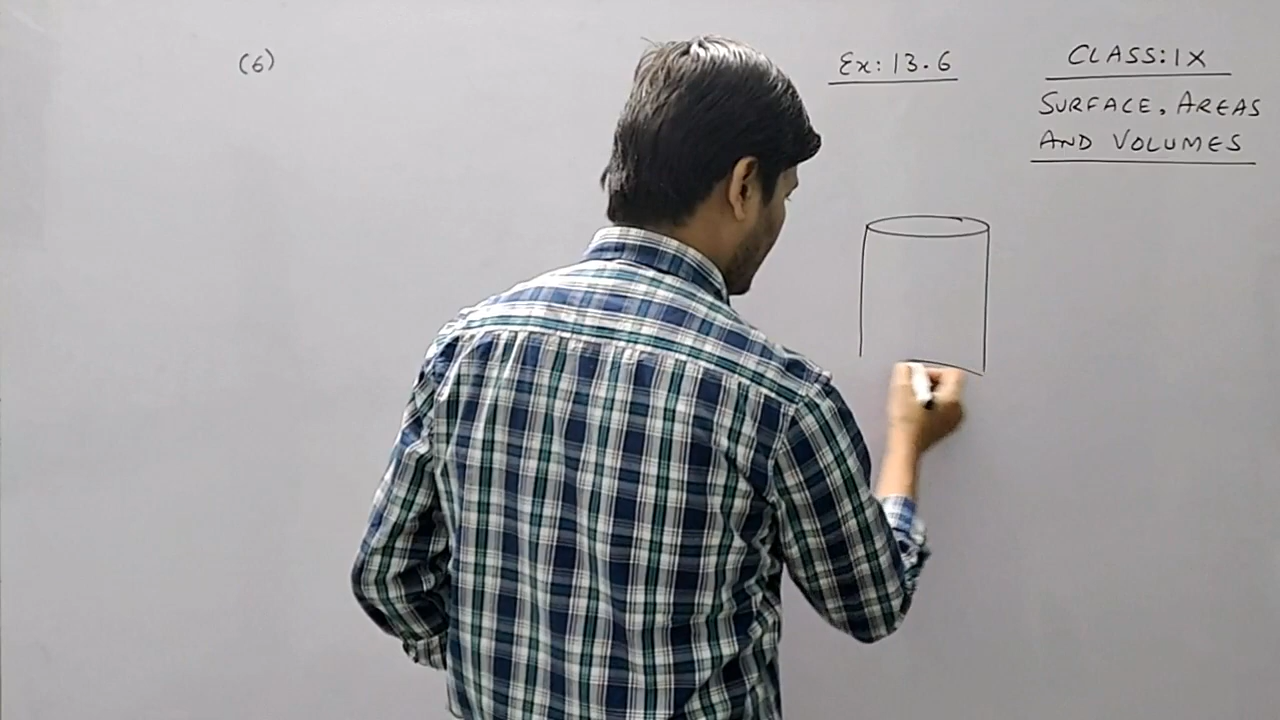 (6)
Ex: 13.6
CLASS: IX
SURFACE, AREAS
AND VOLUMES